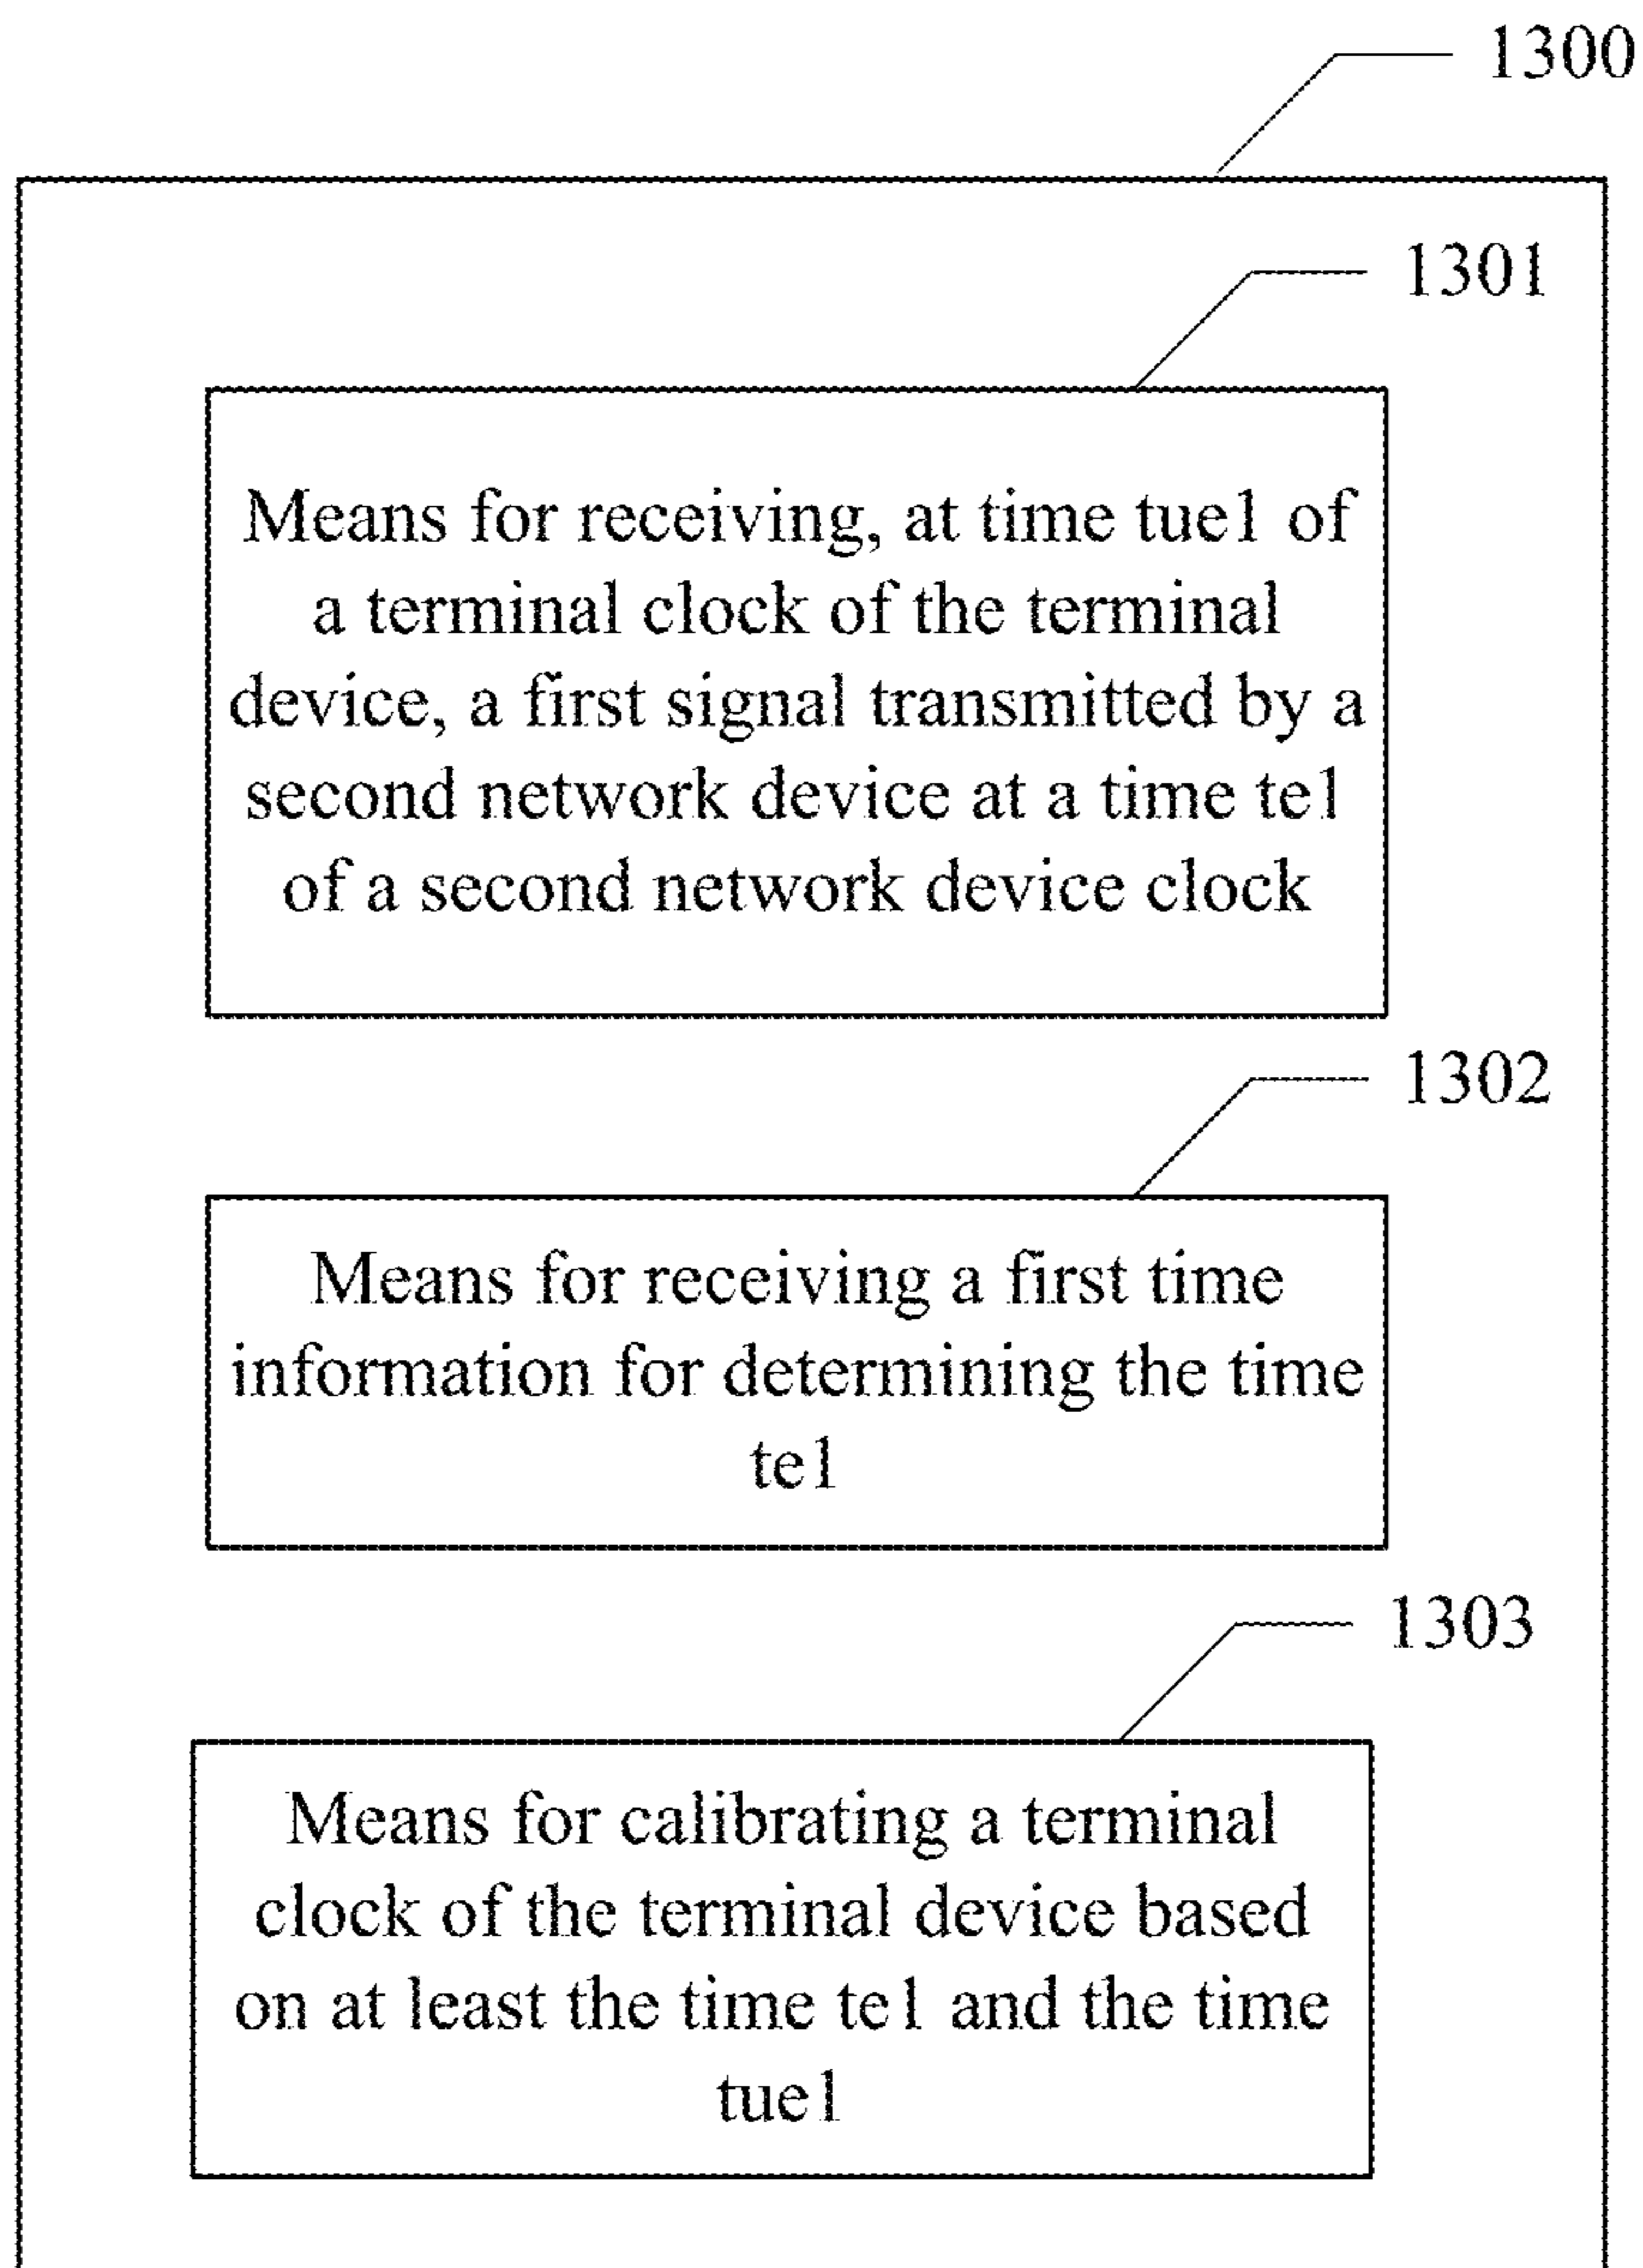 1300
1301
Means for receiving, at time tue1 of
a terminal clock of the terminal
device, a first signal transmitted by a
second network device at a time te1
of a second network device clock
1302
Means for receiving a first time
information for determining the time
te1
1303
Means for calibrating a terminal
clock of the terminal device based
on at least the time te1 and the time
tue1